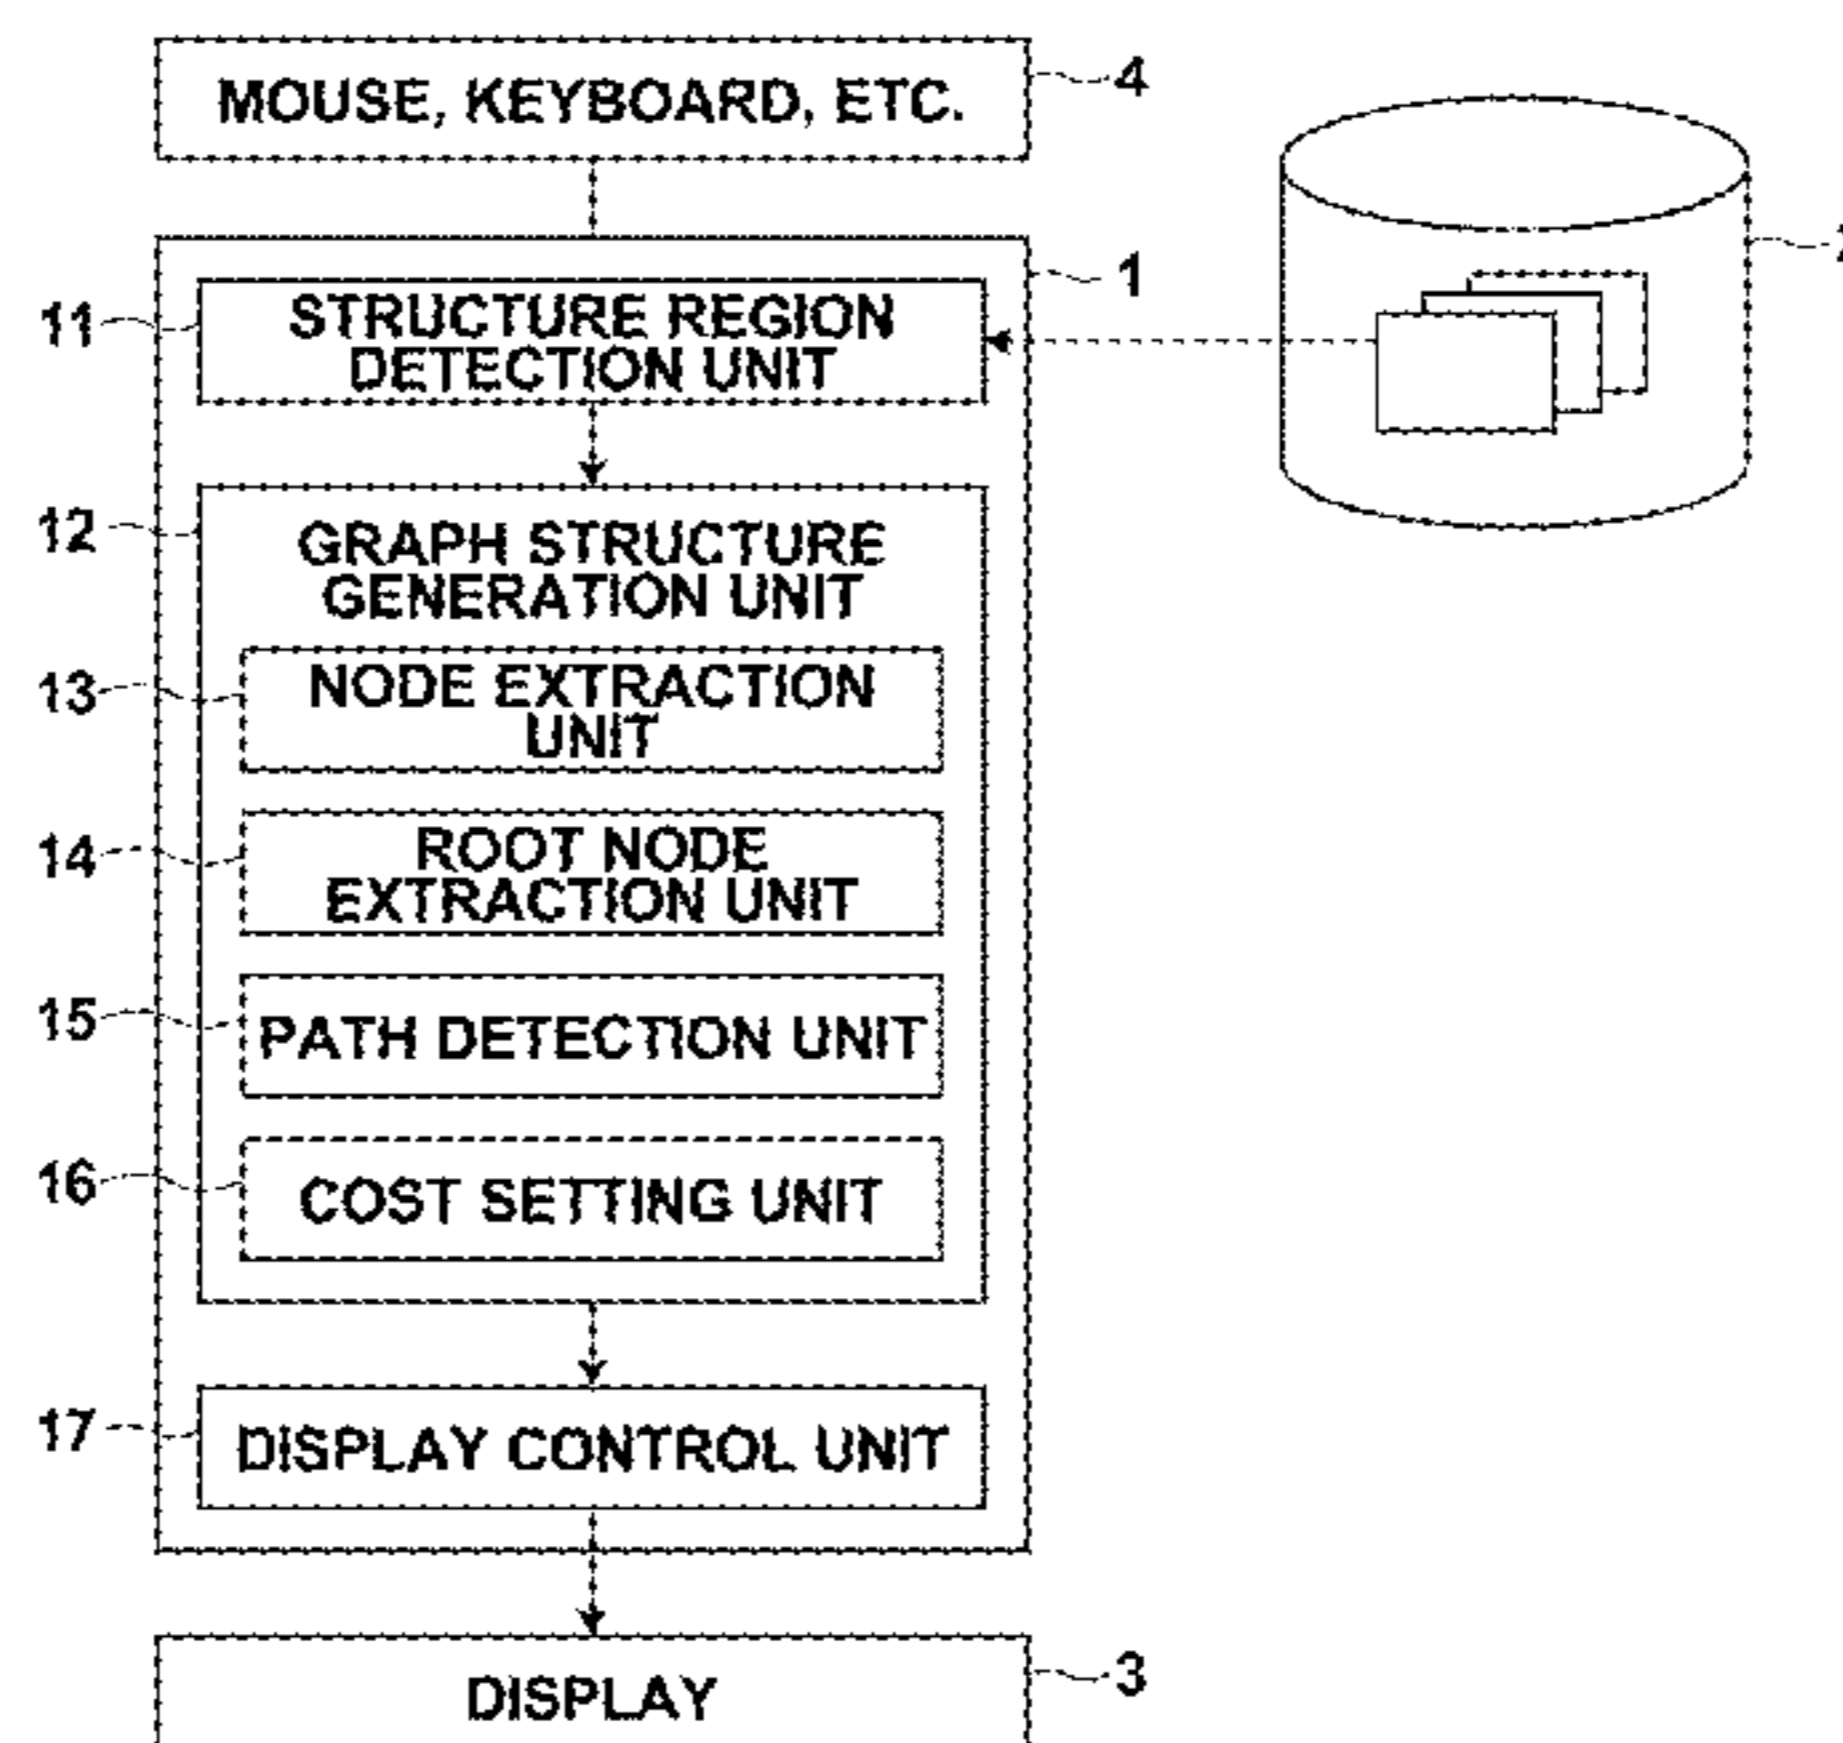 MOUSE, KEYBOARD, ETC.
4
1
11
STRUCTURE REGION
DETECTION UNIT
12
GRAPH STRUCTURE
GENERATION UNIT
13
NODE EXTRACTION
UNIT
14
ROOT NODE
EXTRACTION UNIT
15
PATH DETECTION UNIT
16
COST SETTING UNIT
17
DISPLAY CONTROL UNIT
DISPLAY
3